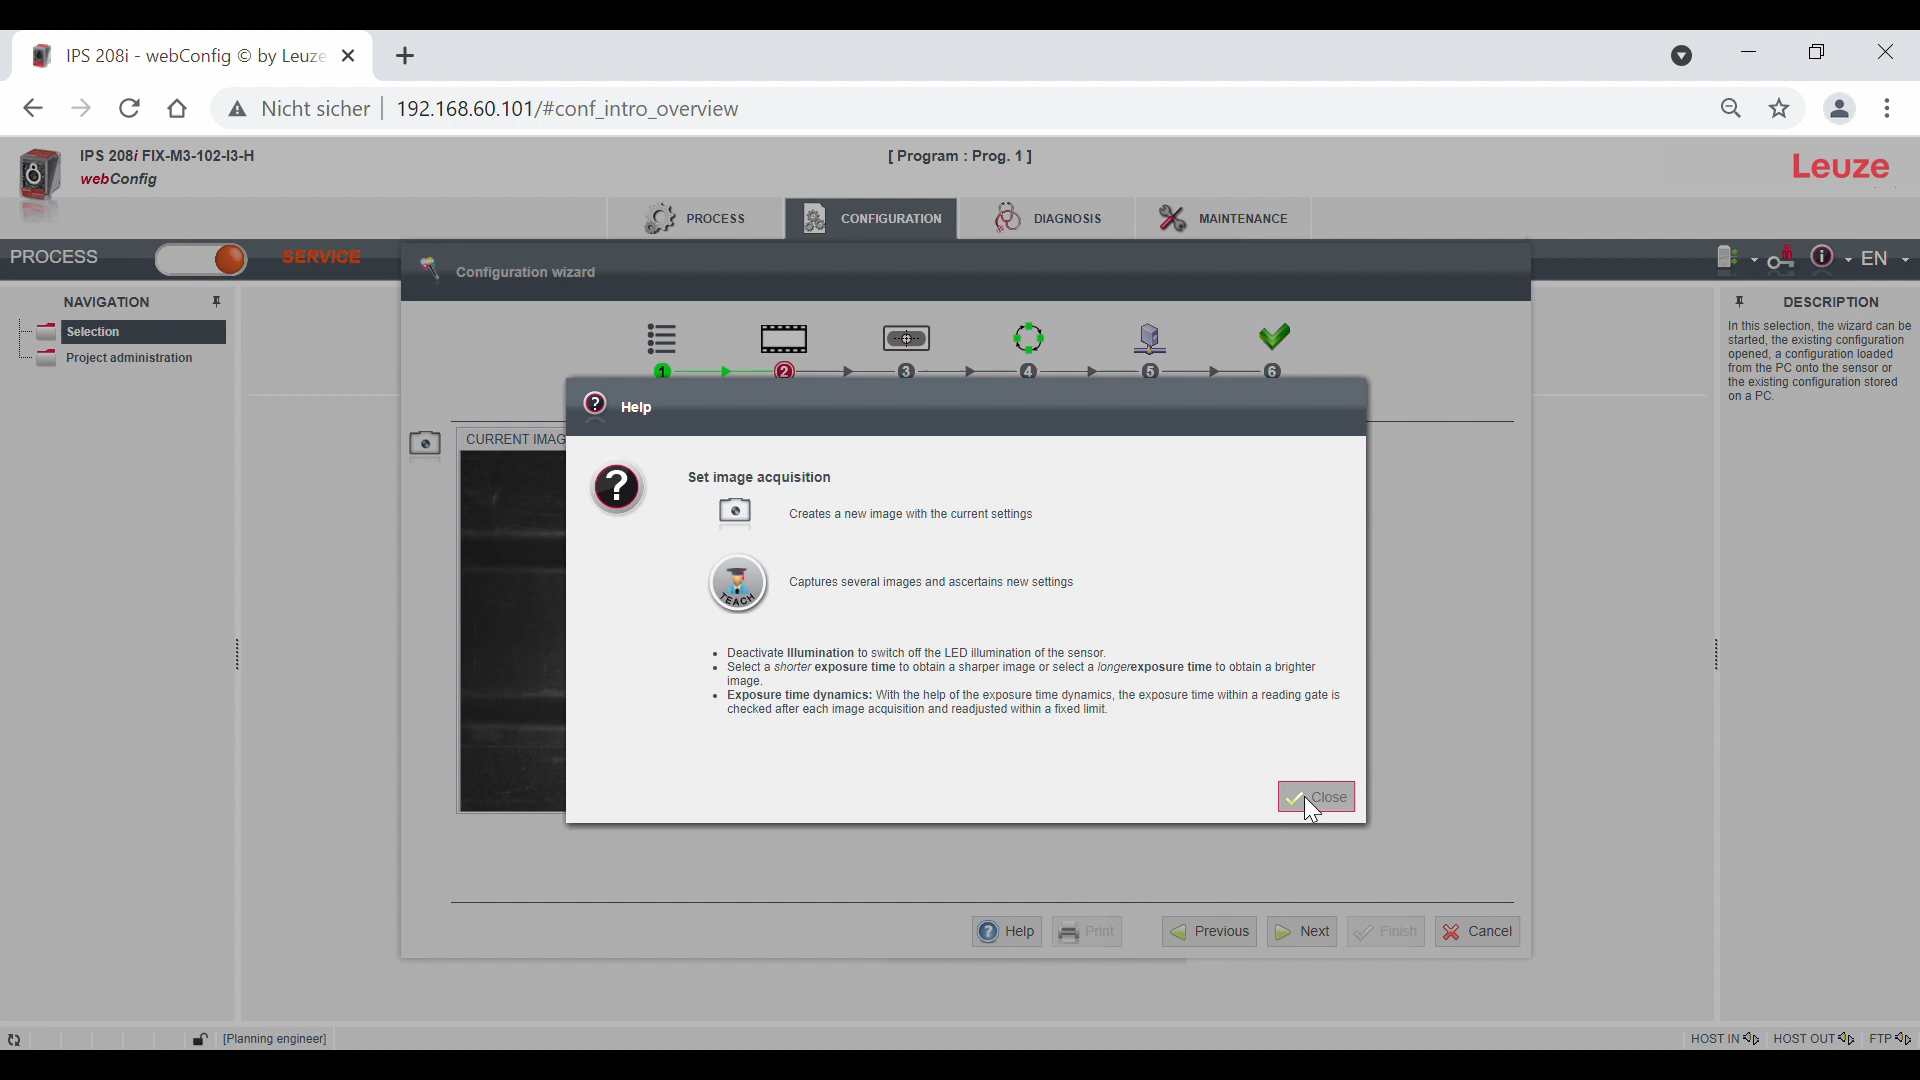 IPS 208i - webConfig © by Leuze
Nicht sicher
192.168.60.101/#conf_intro_overview
IPS 208i FIX-M3-102-I3-H
webConfig
[ Program : Prog. 1 ]
Leuze
PROCESS
CONFIGURATION
DIAGNOSIS
MAINTENANCE
PROCESS
SERVICE
EN
Configuration wizard
NAVIGATION
Selection
Project administration
1
2
3
4
5
6
CURRENT IMAG
Help
Set image acquisition
Creates a new image with the current settings
TEACH
Captures several images and ascertains new settings
• Deactivate Illumination to switch off the LED illumination of the sensor.
• Select a shorter exposure time to obtain a sharper image or select a longerexposure time to obtain a brighter
image.
• Exposure time dynamics: With the help of the exposure time dynamics, the exposure time within a reading gate is
checked after each image acquisition and readjusted within a fixed limit.
Close
Help
Print
Previous
Next
Finish
Cancel
DESCRIPTION
In this selection, the wizard can be
started, the existing configuration
opened, a configuration loaded
from the PC onto the sensor or
the existing configuration stored
on a PC.
[Planning engineer]
HOST IN
HOST OUT
FTP